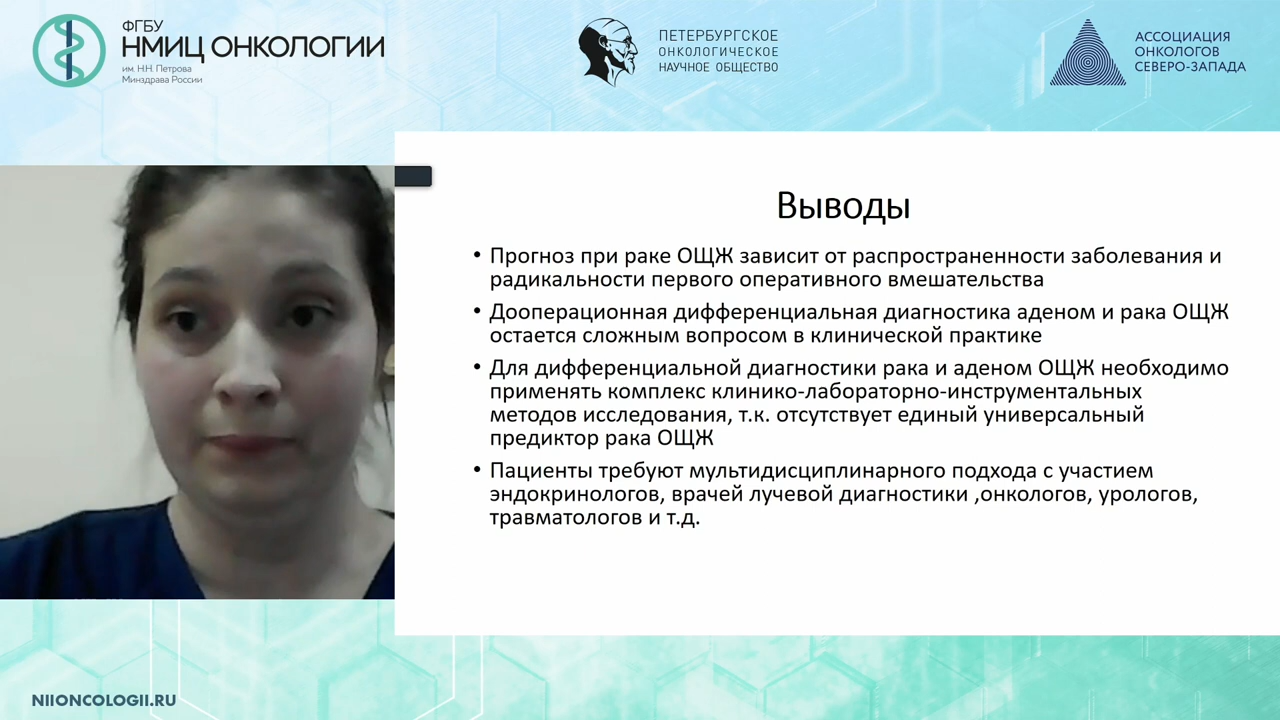 ФГБУ
НМИЦ ОНКОЛОГИИ
им. Н.Н. Петрова
Минздрава России
ПЕТЕРБУРГСКОЕ
ОНКОЛОГИЧЕСКОЕ
НАУЧНОЕ ОБЩЕСТВО
АССОЦИАЦИЯ
ОНКОЛОГОВ
СЕВЕРО-ЗАПАДА
Выводы
• Прогноз при раке ОЩЖ зависит от распространенности заболевания и
радикальности первого оперативного вмешательства
• Дооперационная дифференциальная диагностика аденом и рака ОЩЖ
остается сложным вопросом в клинической практике
• Для дифференциальной диагностики рака и аденом ОЩЖ необходимо
применять комплекс клинико-лабораторно-инструментальных
методов исследования, т.к. отсутствует единый универсальный
предиктор рака ОЩЖ
• Пациенты требуют мультидисциплинарного подхода с участием
эндокринологов, врачей лучевой диагностики ,онкологов, урологов,
травматологов и т.д.
NIIONCOLOGII.RU